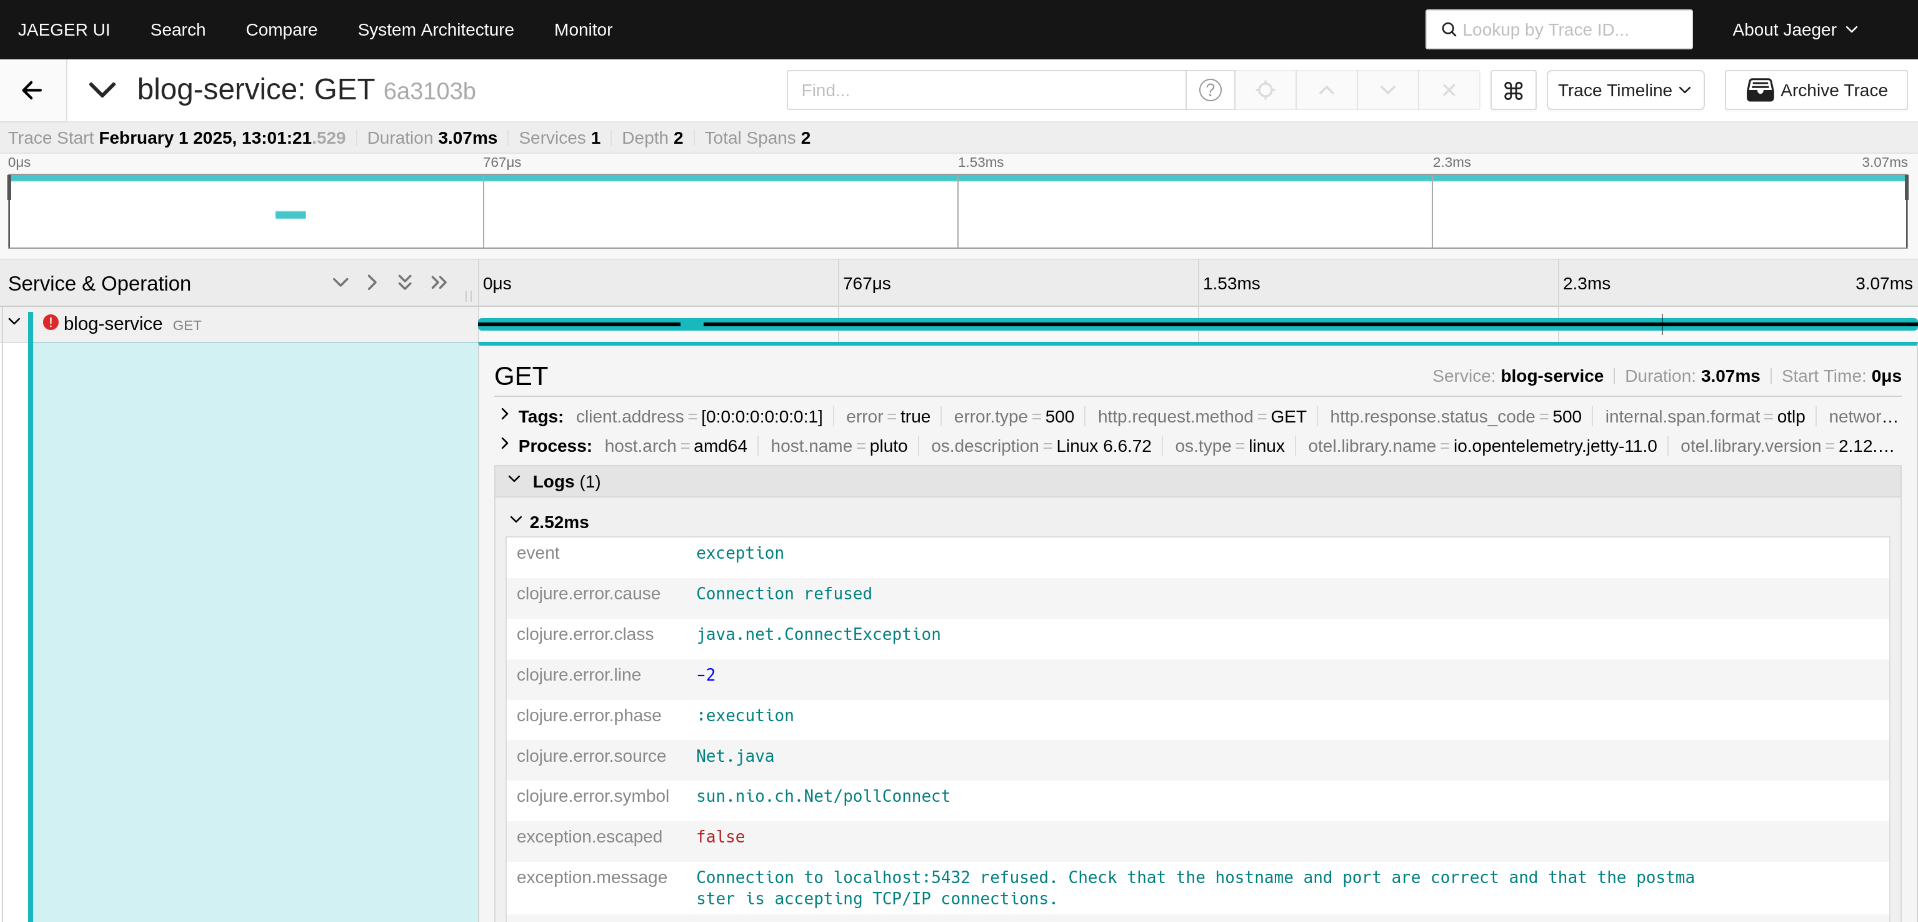 JAEGER UI Search Compare System Architecture Monitor Lookup by Trace ID... About Jaeger
blog-service: GET 6a3103b Find... ? ⌘ Trace Timeline Archive Trace
Trace Start February 1 2025, 13:01:21.529 Duration 3.07ms Services 1 Depth 2 Total Spans 2
0μs 767μs 1.53ms 2.3ms 3.07ms
Service & Operation 0μs 767μs 1.53ms 2.3ms 3.07ms
blog-service GET
GET Service: blog-service Duration: 3.07ms Start Time: 0μs
Tags: client.address = [0:0:0:0:0:0:0:1] error = true error.type = 500 http.request.method = GET http.response.status_code = 500 internal.span.format = otlp networ...
Process: host.arch = amd64 host.name = pluto os.description = Linux 6.6.72 os.type = linux otel.library.name = io.opentelemetry.jetty-11.0 otel.library.version = 2.12....
Logs (1)
2.52ms
event exception
clojure.error.cause Connection refused
clojure.error.class java.net.ConnectException
clojure.error.line -2
clojure.error.phase :execution
clojure.error.source Net.java
clojure.error.symbol sun.nio.ch.Net/pollConnect
exception.escaped false
exception.message Connection to localhost:5432 refused. Check that the hostname and port are correct and that the postma
ster is accepting TCP/IP connections.